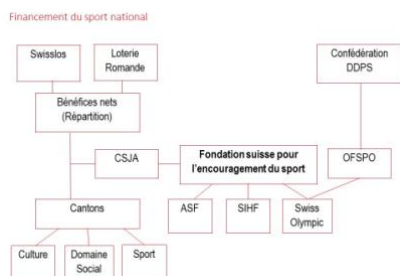 Financement du sport national
Swisslos
Loterie
Romande
Confédération
DDPS
Bénéfices nets
(Répartition)
CSJA
Fondation suisse pour
l'encouragement du sport
OFSPO
Cantons
ASF
SIHF
Swiss
Olympic
Culture
Domaine
Social
Sport